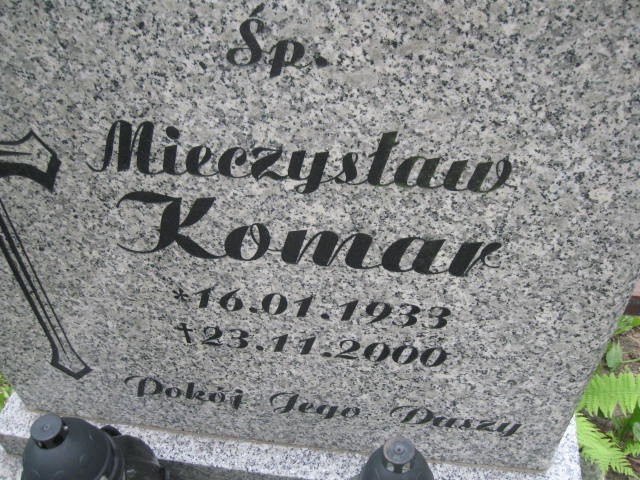 Śp.
Mieczysław
Komar
*16.01.1933
†23.11.2000
Pokój Jego Duszy